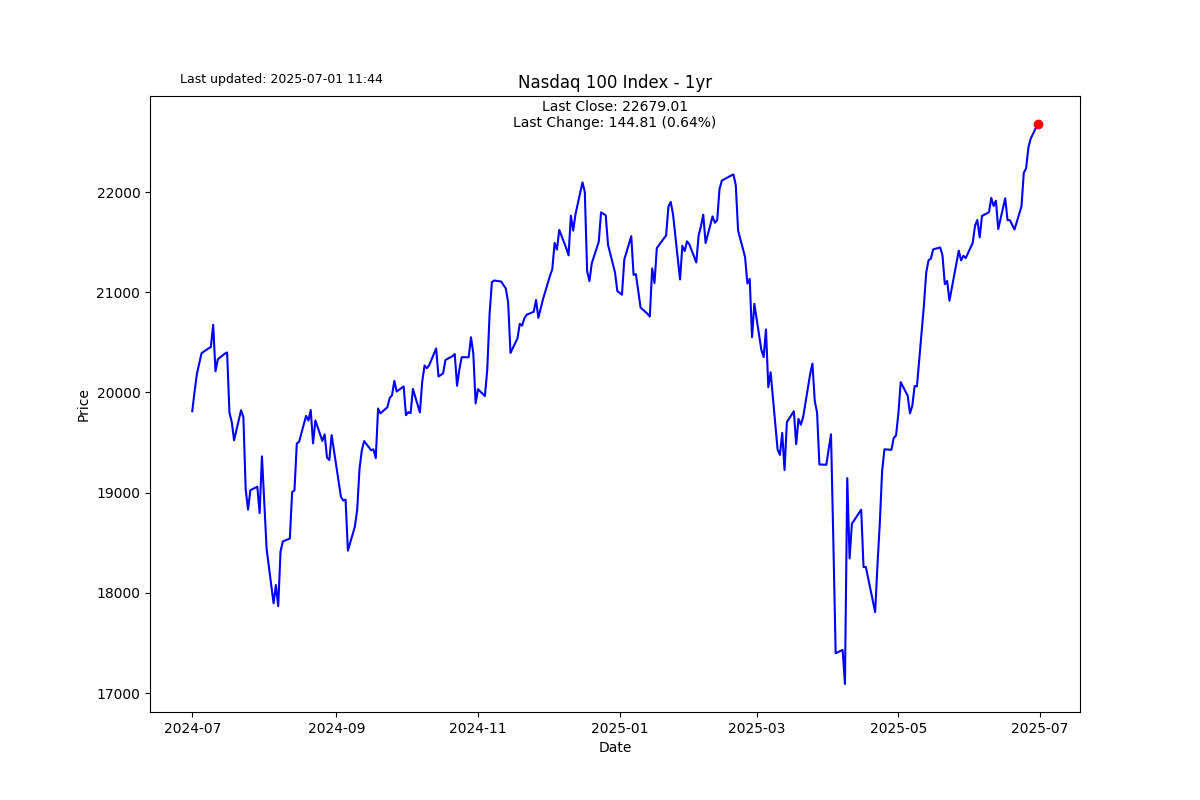 Last updated: 2025-07-01 11:44
Nasdaq 100 Index - 1yr
Last Close: 22679.01
Last Change: 144.81 (0.64%)
Price
22000
21000
20000
19000
18000
17000
2024-07 2024-09 2024-11 2025-01 2025-03 2025-05 2025-07
Date